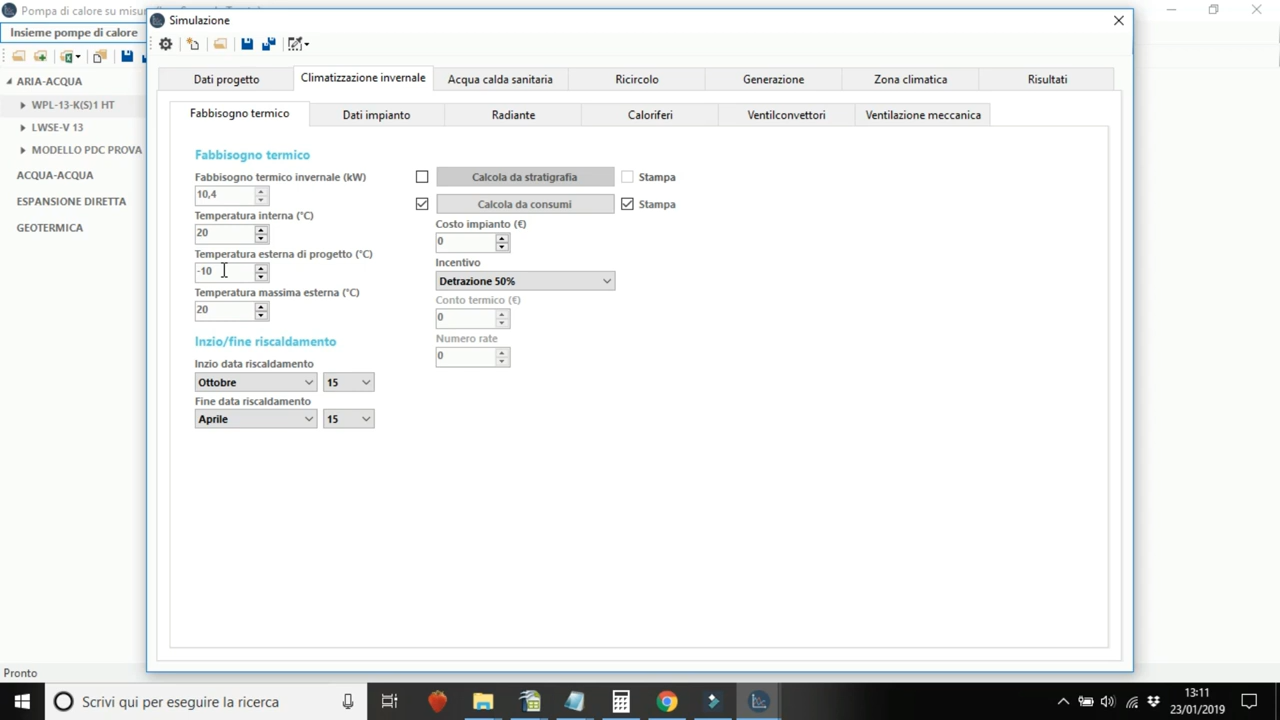 Pompa di calore su misu
Simulazione
Insieme pompe di calore
Dati progetto
Climatizzazione invernale
Acqua calda sanitaria
Ricircolo
Generazione
Zona climatica
Risultati
ARIA-ACQUA
WPL-13-K(S)1 HT
LWSE-V 13
MODELLO PDC PROVA
ACQUA-ACQUA
ESPANSIONE DIRETTA
GEOTERMICA
Fabbisogno termico
Dati impianto
Radiante
Caloriferi
Ventilconvettori
Ventilazione meccanica
Fabbisogno termico
Fabbisogno termico invernale (kW)
10,4
Temperatura interna (°C)
20
Temperatura esterna di progetto (°C)
-10
Temperatura massima esterna (°C)
20
Calcola da stratigrafia
Stampa
Calcola da consumi
Stampa
Costo impianto (€)
0
Incentivo
Detrazione 50%
Conto termico (€)
0
Numero rate
0
Inzio/fine riscaldamento
Inzio data riscaldamento
Ottobre 15
Fine data riscaldamento
Aprile 15
Pronto
Scrivi qui per eseguire la ricerca
13:11
23/01/2019